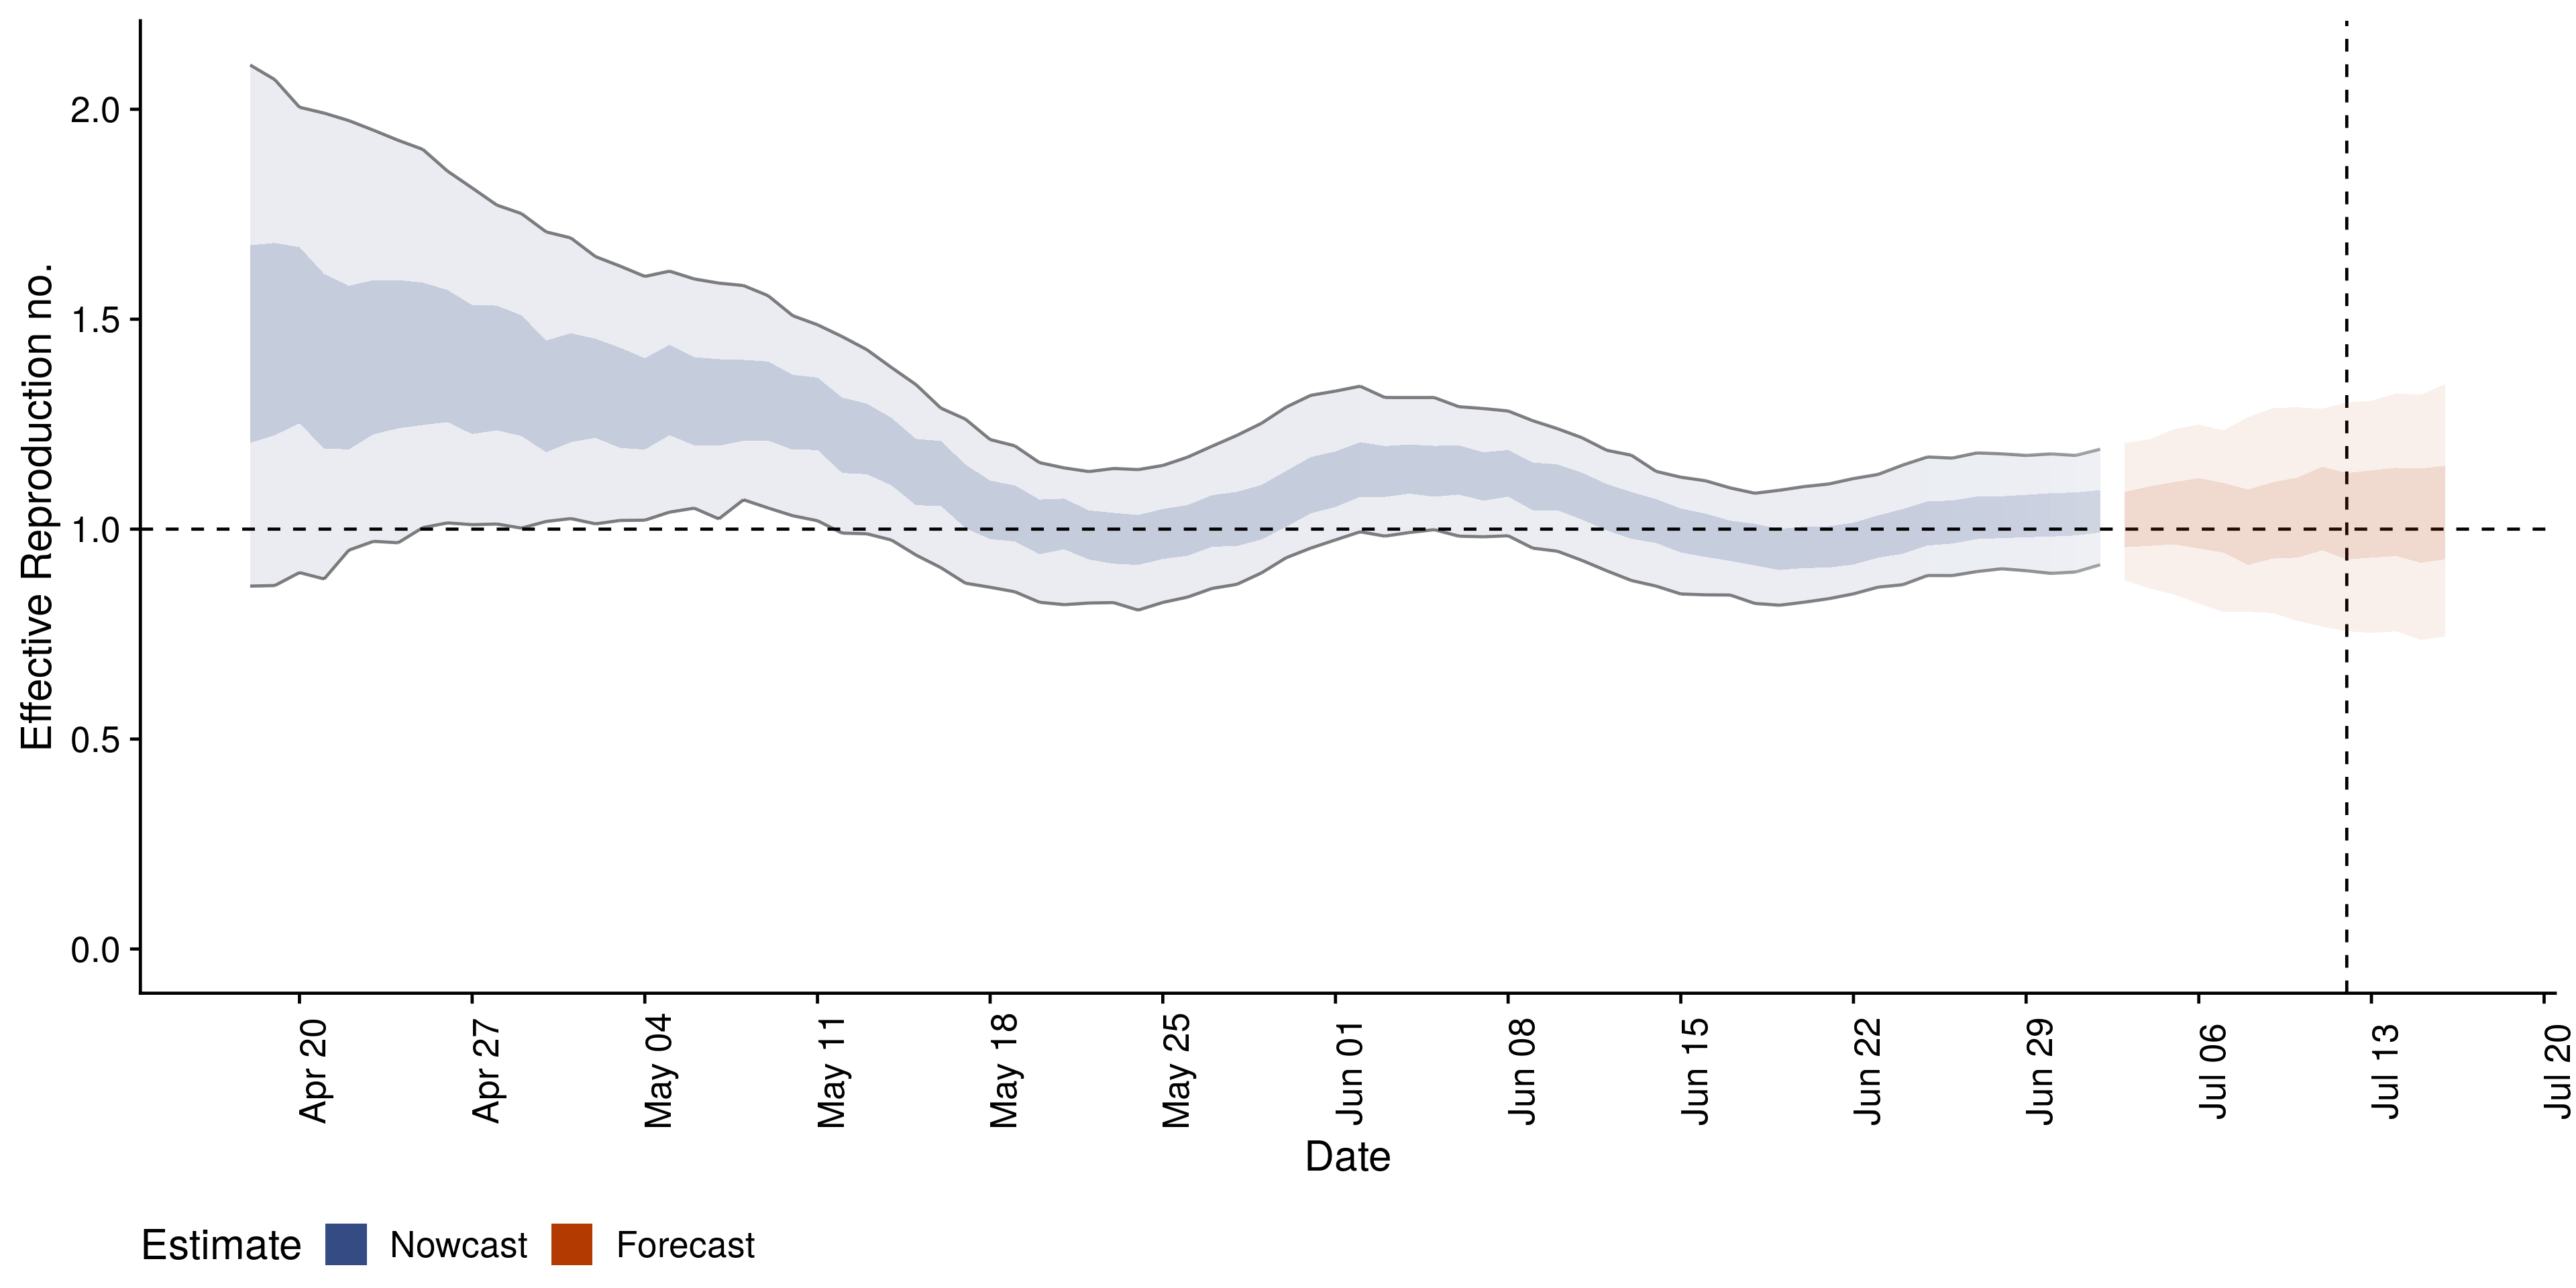 Effective Reproduction no.
2.0
1.5
1.0
0.5
0.0
Apr 20
Apr 27
May 04
May 11
May 18
May 25
Jun 01
Jun 08
Jun 15
Jun 22
Jun 29
Jul 06
Jul 13
Jul 20
Date
Estimate Nowcast Forecast